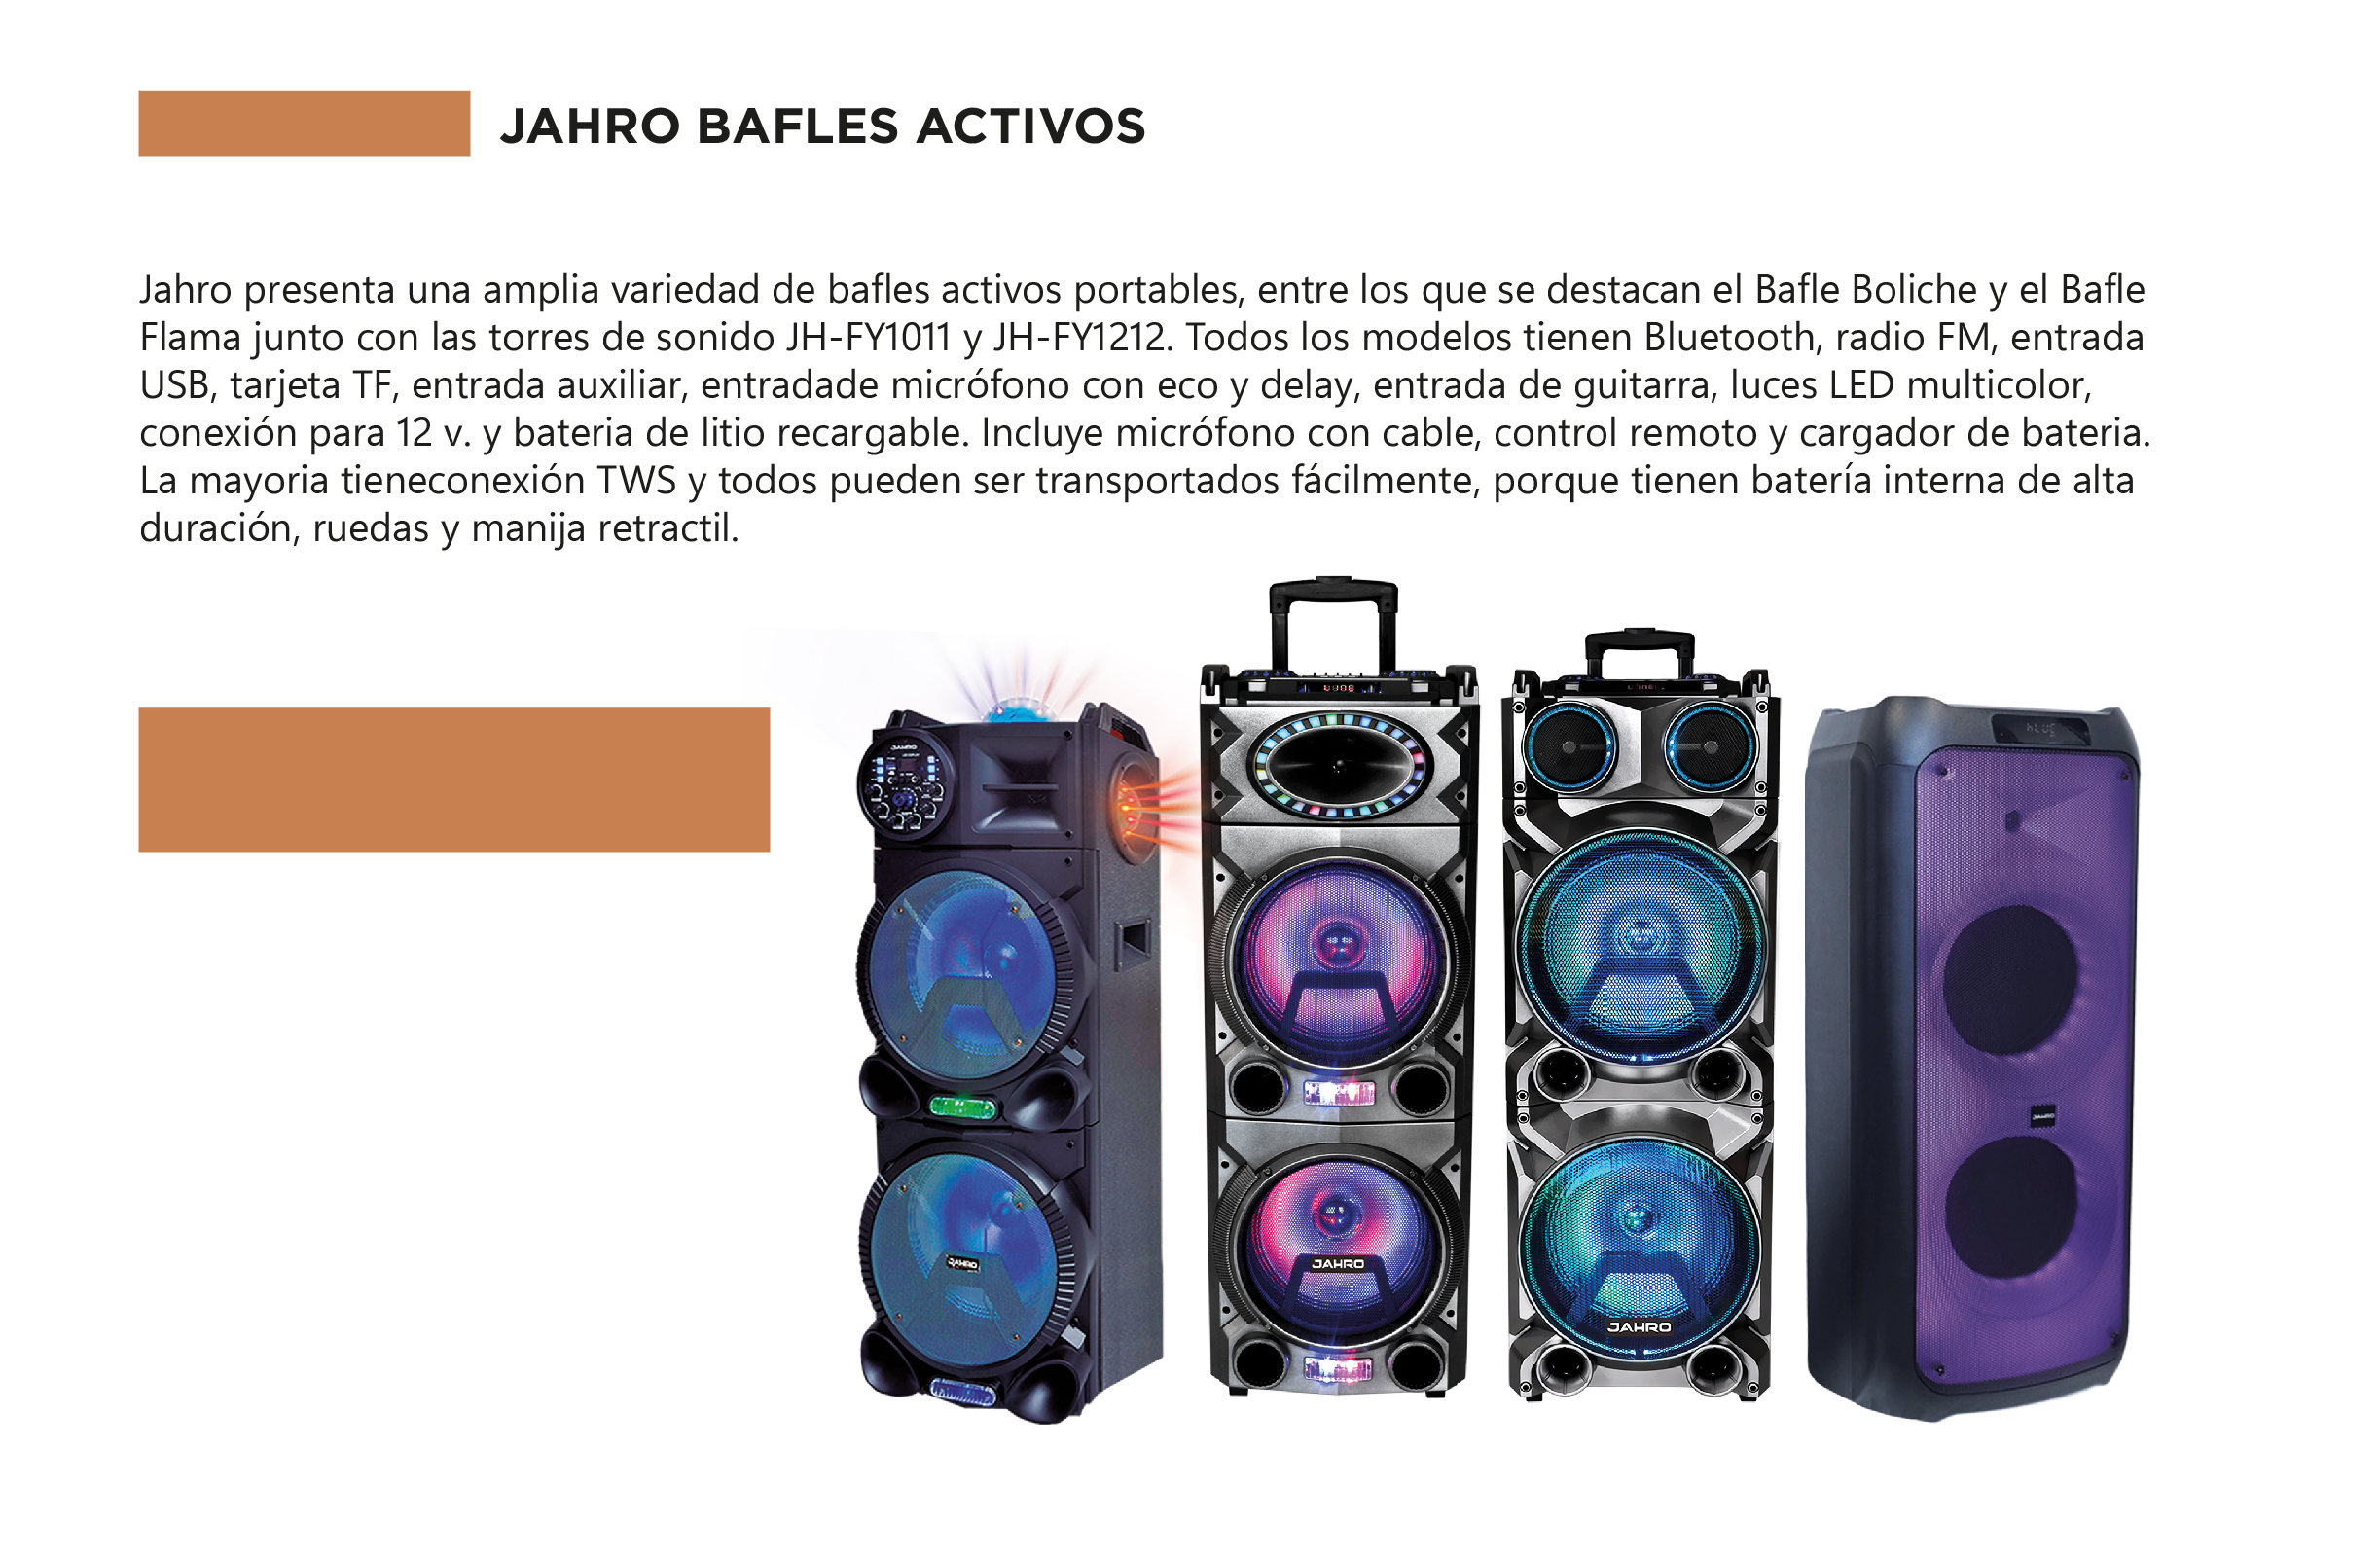 JAHRO BAFLES ACTIVOS
Jahro presenta una amplia variedad de bafles activos portables, entre los que se destacan el Bafle Boliche y el Bafle
Flama junto con las torres de sonido JH-FY1011 y JH-FY1212. Todos los modelos tienen Bluetooth, radio FM, entrada
USB, tarjeta TF, entrada auxiliar, entradade micrófono con eco y delay, entrada de guitarra, luces LED multicolor,
conexión para 12 v. y bateria de litio recargable. Incluye micrófono con cable, control remoto y cargador de bateria.
La mayoria tieneconexión TWS y todos pueden ser transportados fácilmente, porque tienen batería interna de alta
duración, ruedas y manija retractil.
JAHRO
JAHRO
JAHRO
JAHRO
JAHRO